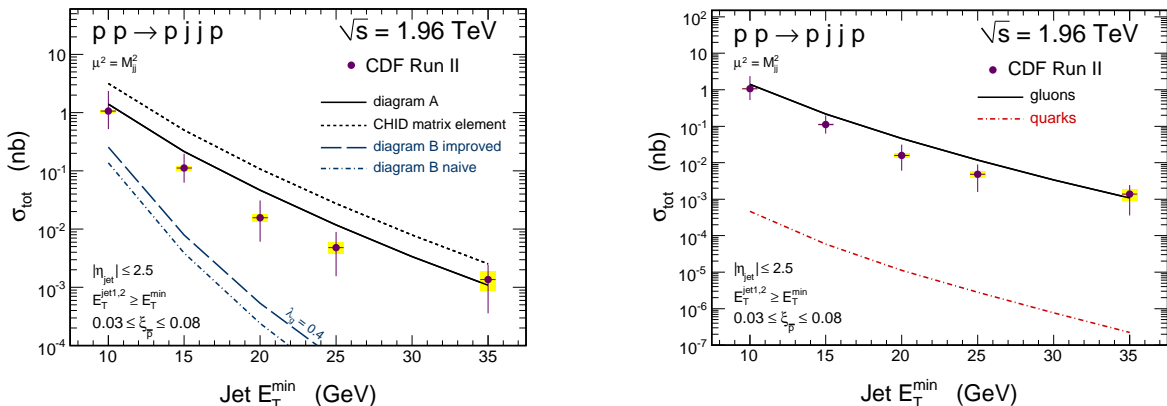 p p → p j j p
√s = 1.96 TeV
μ² = M²jj
CDF Run II
diagram A
CHID matrix element
diagram B improved
diagram B naive
10
1
10⁻¹
10⁻²
10⁻³
10⁻⁴
σtot (nb)
|ηjet| ≤ 2.5
ETjet1,2 ≥ ETmin
0.03 ≤ ξp̄ ≤ 0.08
λg = 0.4
10 15 20 25 30 35
Jet ETmin (GeV)
p p → p j j p
√s = 1.96 TeV
μ² = M²jj
CDF Run II
gluons
quarks
10²
10
1
10⁻¹
10⁻²
10⁻³
10⁻⁴
10⁻⁵
10⁻⁶
10⁻⁷
σtot (nb)
|ηjet| ≤ 2.5
ETjet1,2 ≥ ETmin
0.03 ≤ ξp̄ ≤ 0.08
10 15 20 25 30 35
Jet ETmin (GeV)